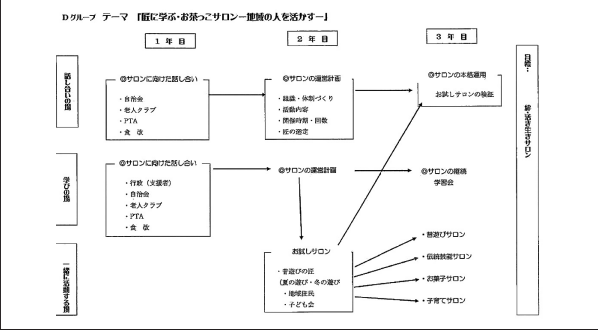 Dグループ テーマ 「匠に学ぶ・お茶っこサロンー地域の人を活かすー」
1 年 目
2 年 目
3 年 目
話し合いの場
◎サロンに向けた話し合い
・自治会
・老人クラブ
・PTA
・食 改
◎サロンの運営計画
・組織・体制づくり
・活動内容
・開催時期・回数
・匠の選定
◎サロンの本格運用
お試しサロンの検証
学びの場
◎サロンに向けた話し合い
・行政（支援者）
・自治会
・老人クラブ
・PTA
・食 改
◎サロンの運営計画
◎サロンの継続
学習会
一緒に活動する場
お試しサロン
・昔遊びの匠
（夏の遊び・冬の遊び
・地域住民
・子ども会
・昔遊びサロン
・伝統芸能サロン
・お菓子サロン
・子育てサロン
目標：
・活き生きサロン